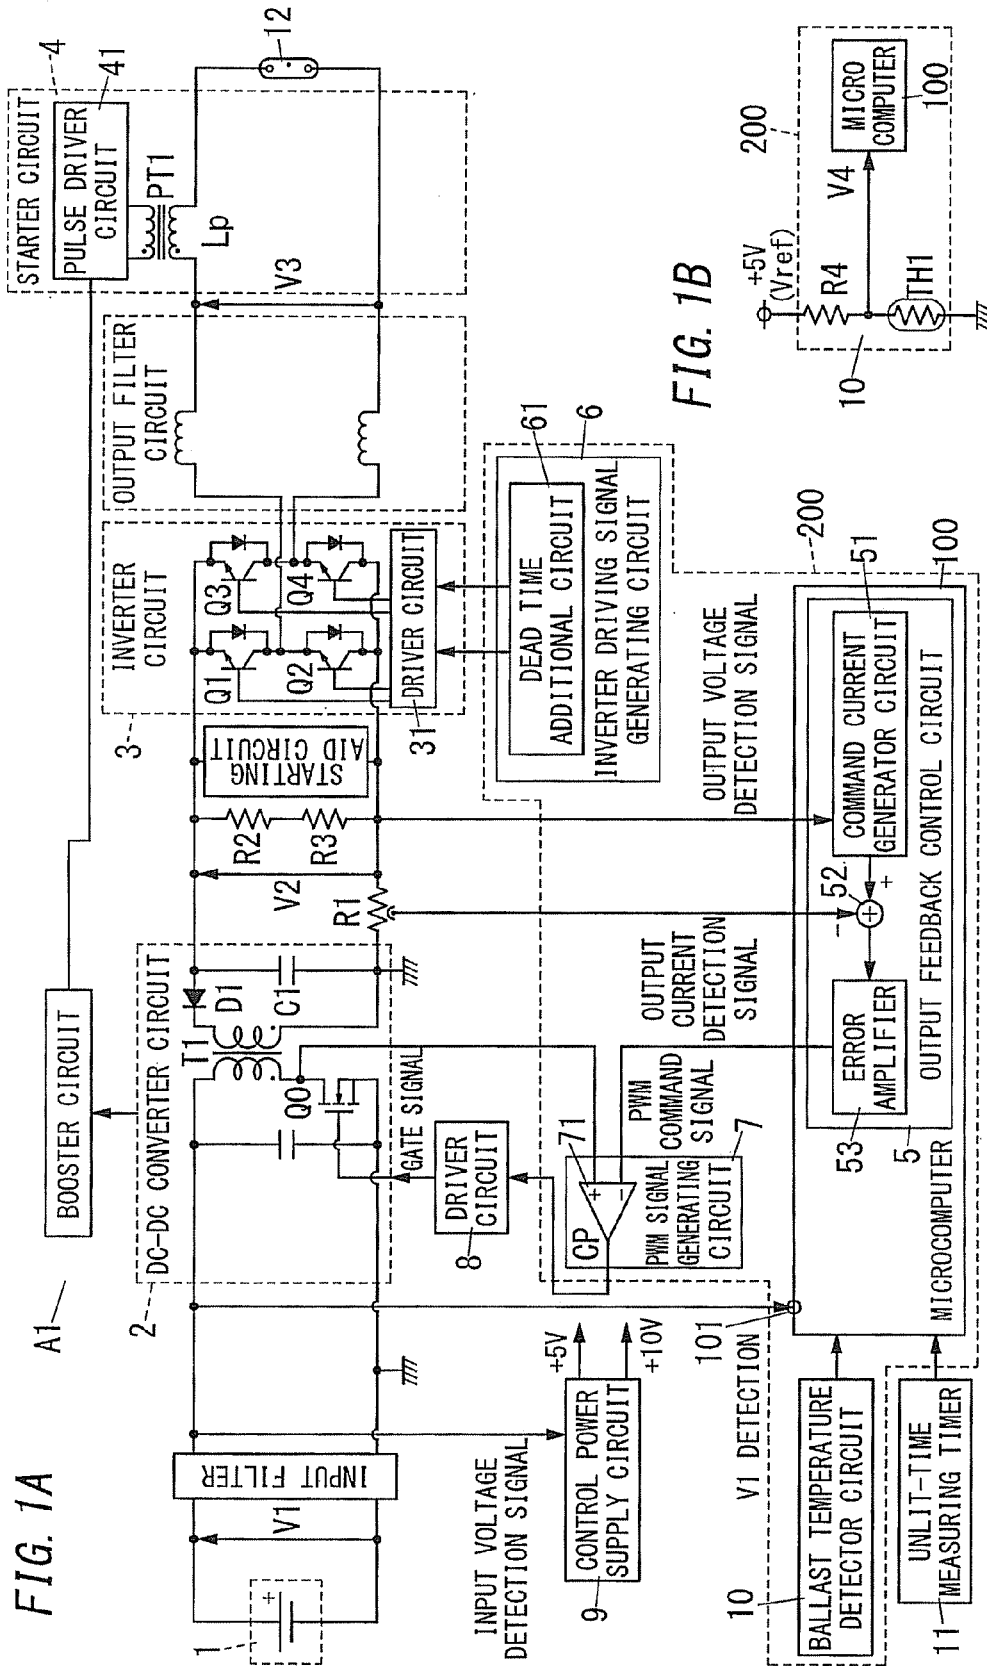 FIG. 1A
A1
BOOSTER CIRCUIT
STARTER CIRCUIT
4
PULSE DRIVER
CIRCUIT
41
PT1
Lp
12
V3
2
DC-DC CONVERTER CIRCUIT
T1
D1
C1
Q0
GATE SIGNAL
INPUT FILTER
V1
1
+
V2
R1
R2
R3
STARTING
AID CIRCUIT
3
INVERTER
CIRCUIT
Q1
Q2
Q3
Q4
DRIVER CIRCUIT
31
OUTPUT FILTER
CIRCUIT
INPUT VOLTAGE
DETECTION SIGNAL
9
CONTROL POWER
SUPPLY CIRCUIT
+5V
+10V
8
DRIVER
CIRCUIT
CP
71
+
−
PWM SIGNAL
GENERATING
CIRCUIT
7
PWM
COMMAND
SIGNAL
OUTPUT
CURRENT
DETECTION
SIGNAL
OUTPUT VOLTAGE
DETECTION SIGNAL
DEAD TIME
ADDITIONAL CIRCUIT
61
INVERTER DRIVING SIGNAL
GENERATING CIRCUIT
6
V1 DETECTION
101
10
BALLAST TEMPERATURE
DETECTOR CIRCUIT
11
UNLIT-TIME
MEASURING TIMER
MICROCOMPUTER
5
53
ERROR
AMPLIFIER
−
52
+
+
COMMAND CURRENT
GENERATOR CIRCUIT
51
OUTPUT FEEDBACK CONTROL CIRCUIT
100
200
FIG. 1B
+5V
(Vref)
R4
10
TH1
V4
MICRO
COMPUTER
100
200